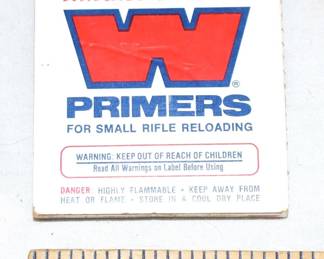 W®
PRIMERS
FOR SMALL RIFLE RELOADING
WARNING: KEEP OUT OF REACH OF CHILDREN
Read All Warnings on Label Before Using
DANGER: HIGHLY FLAMMABLE • KEEP AWAY FROM
HEAT OR FLAME • STORE IN A COOL DRY PLACE